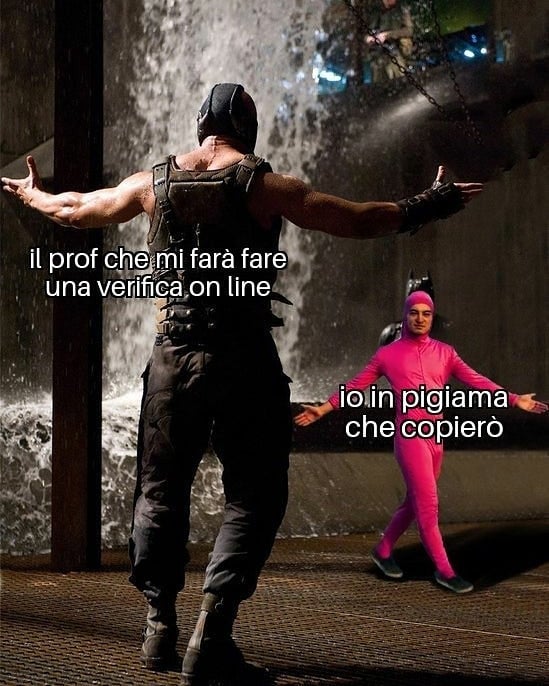 il prof che mi farà fare
una verifica on line
io in pigiama
che copierò